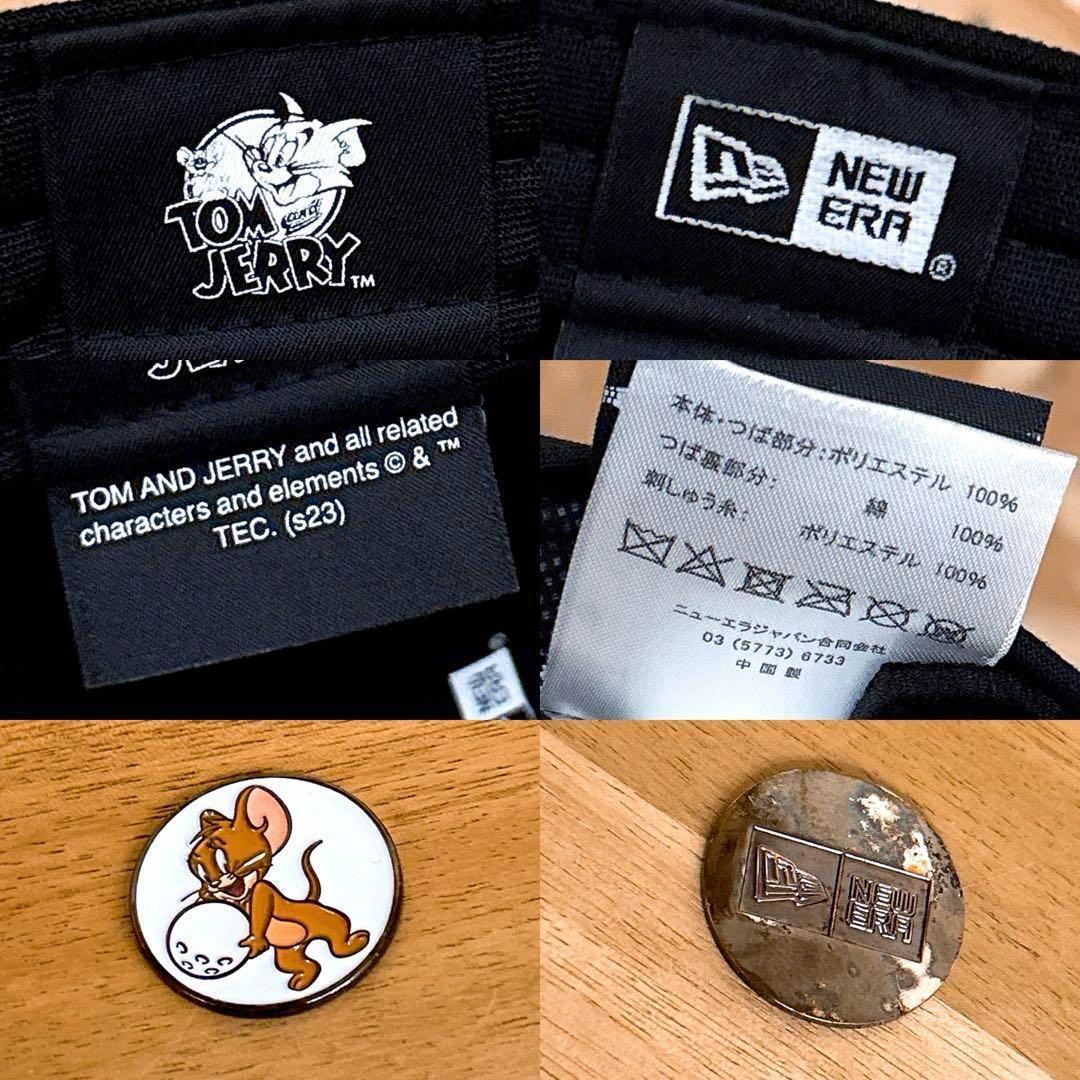 TOM and
JERRY™
NEW
ERA
®
TOM AND JERRY and all related
characters and elements © & ™
TEC. (s23)
本体・つば部分:ポリエステル 100%
つば裏部分: 綿 100%
刺しゅう糸: ポリエステル 100%
ニューエラジャパン合同会社
03 (5773) 6733
中国製
NEW
ERA